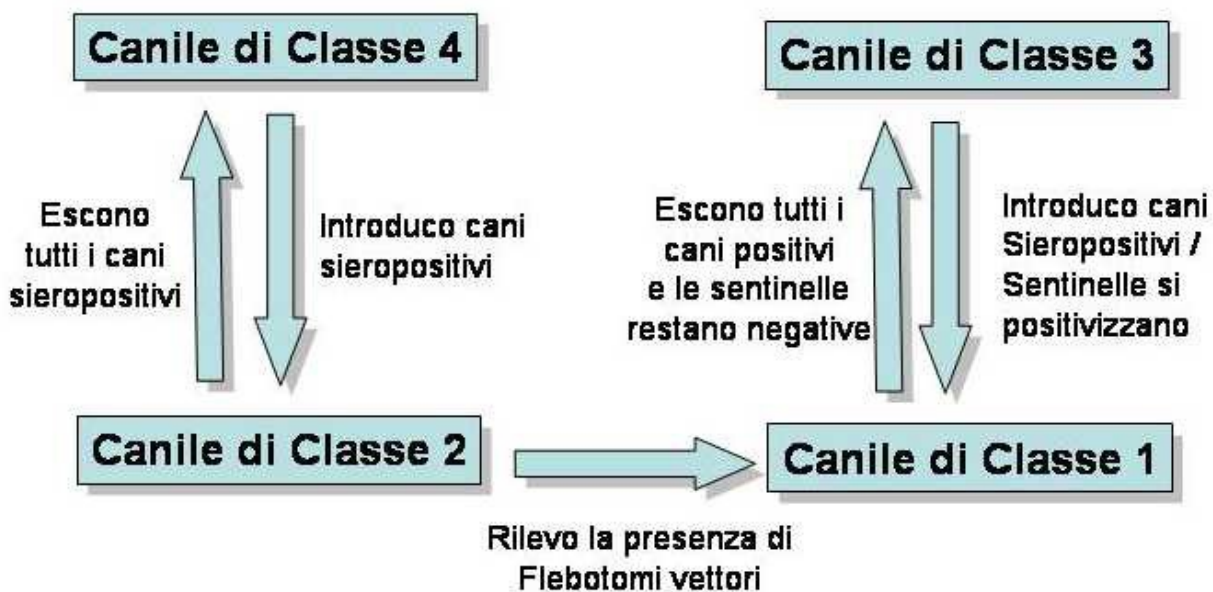 Canile di Classe 4
Canile di Classe 3
Escono
tutti i cani
sieropositivi
Introduco cani
sieropositivi
Escono tutti i
cani positivi
e le sentinelle
restano negative
Introduco cani
Sieropositivi /
Sentinelle si
positivizzano
Canile di Classe 2
Canile di Classe 1
Rilevo la presenza di
Flebotomi vettori